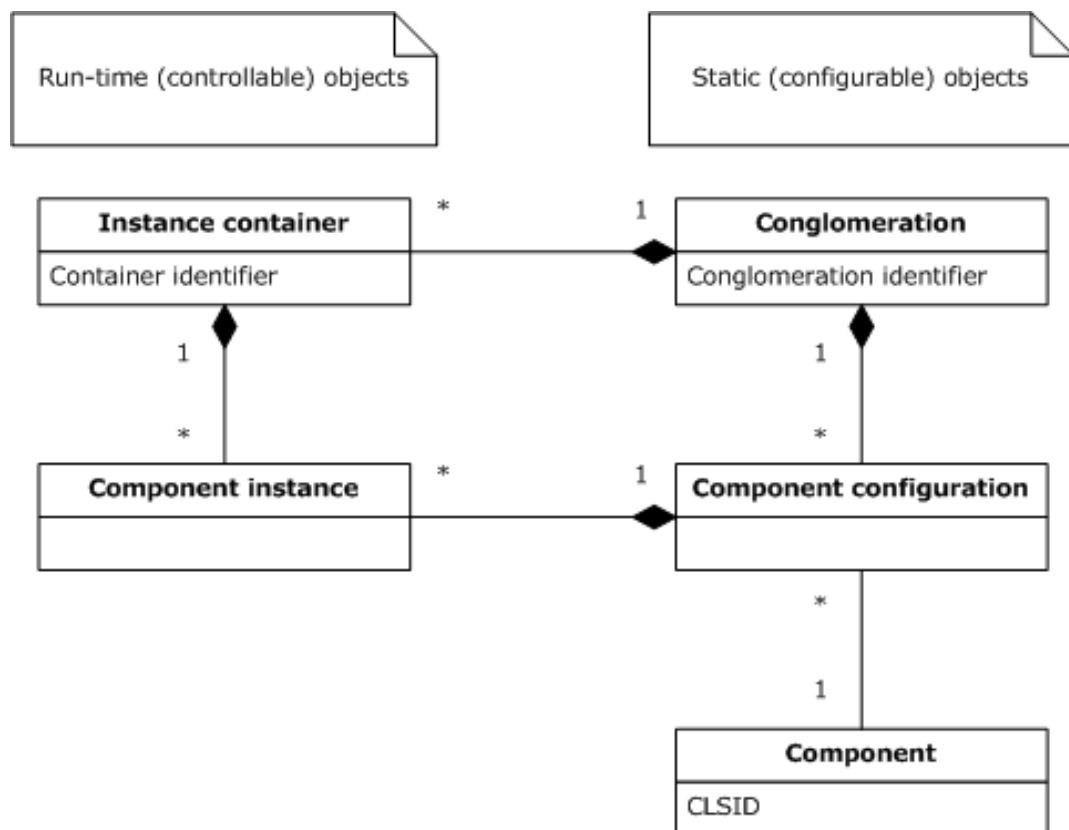 Run-time (controllable) objects
Static (configurable) objects
Instance container
* 1
Conglomeration
Container identifier
Conglomeration identifier
1
1
*
*
Component instance
* 1
Component configuration
*
1
Component
CLSID